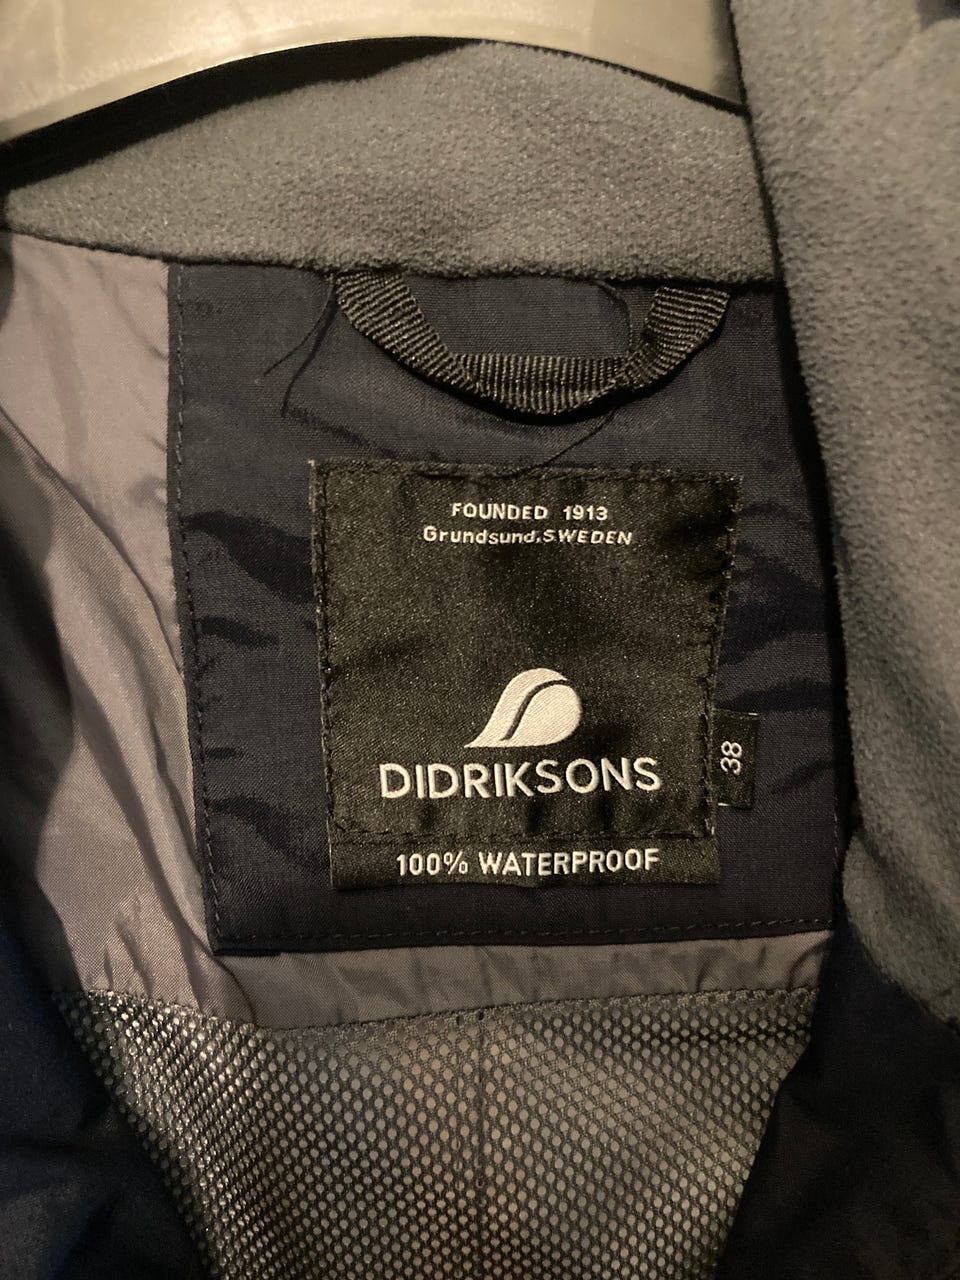 FOUNDED 1913
Grundsund, SWEDEN
DIDRIKSONS
38
100% WATERPROOF